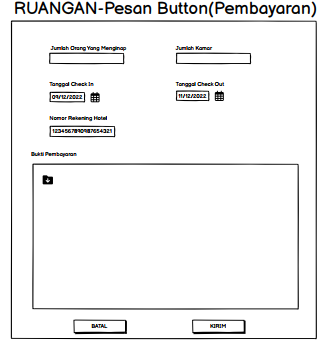 RUANGAN-Pesan Button(Pembayaran)
Jumlah Orang Yang Menginap
Jumlah Kamar
Tanggal Check In
Tanggal Check Out
09/12/2022
11/12/2022
Nomor Rekening Hotel
1234567890987654321
Bukti Pembayaran
BATAL
KIRIM